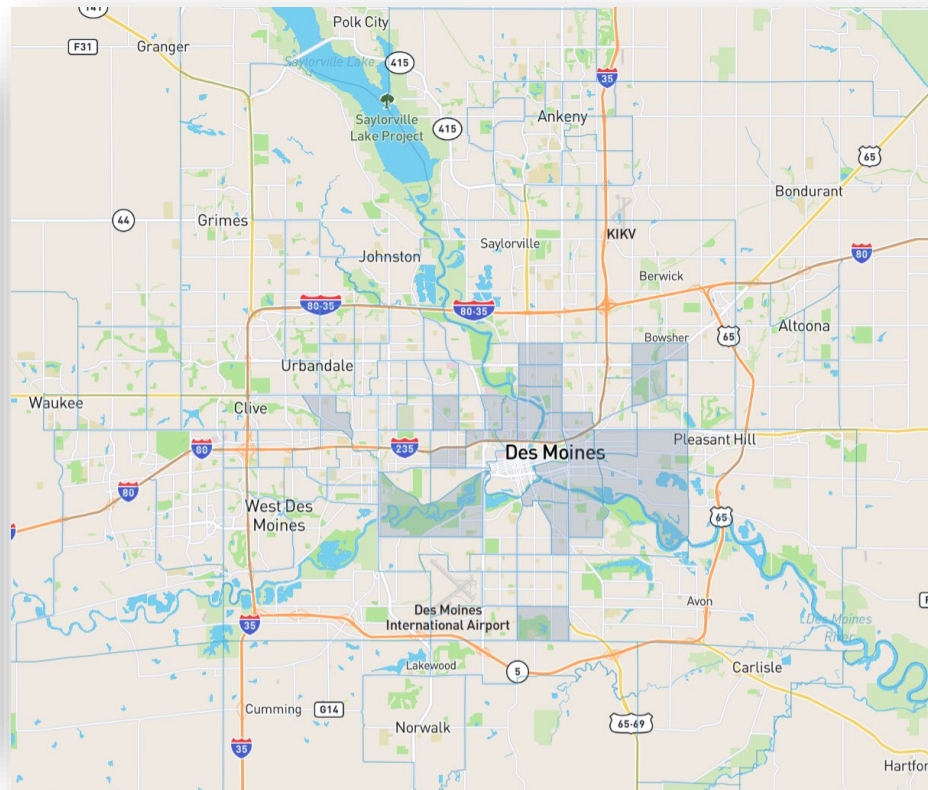 141
Polk City
F31
Granger
Saylorville Lake
415
35
Saylorville
Lake Project
Ankeny
415
65
Bondurant
44
Grimes
KIKV
Saylorville
Johnston
80
Berwick
80-35
80-35
Altoona
65
Bowsher
Urbandale
Waukee
Clive
Pleasant Hill
80
235
Des Moines
80
West Des
Moines
65
Avon
Des Moines
International Airport
Des Moines
River
35
Lakewood
5
Carlisle
Cumming
G14
65-69
Norwalk
35
Hartfor